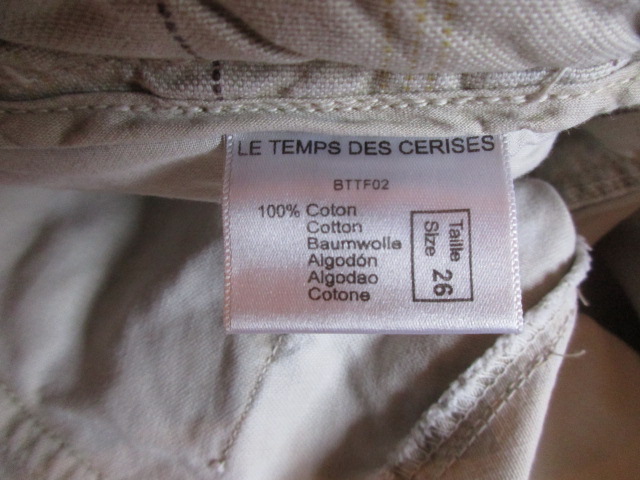 LE TEMPS DES CERISES
BTTF02
100% Coton
Cotton
Baumwolle
Algodón
Algodao
Cotone
Taille
Size 26